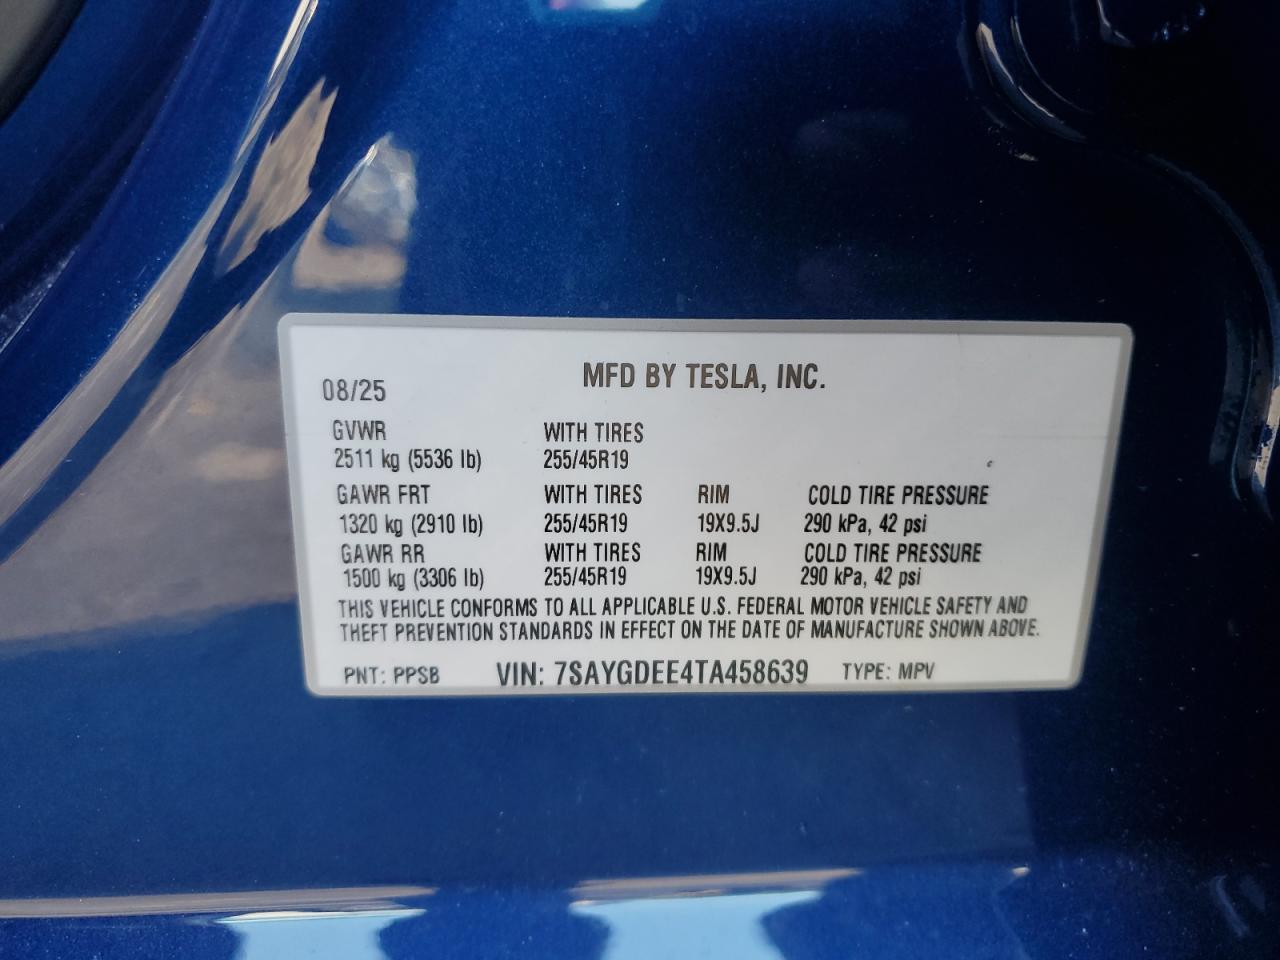 MFD BY TESLA, INC.
08/25
GVWR WITH TIRES
2511 kg (5536 lb) 255/45R19
GAWR FRT WITH TIRES RIM COLD TIRE PRESSURE
1320 kg (2910 lb) 255/45R19 19X9.5J 290 kPa, 42 psi
GAWR RR WITH TIRES RIM COLD TIRE PRESSURE
1500 kg (3306 lb) 255/45R19 19X9.5J 290 kPa, 42 psi
THIS VEHICLE CONFORMS TO ALL APPLICABLE U.S. FEDERAL MOTOR VEHICLE SAFETY AND
THEFT PREVENTION STANDARDS IN EFFECT ON THE DATE OF MANUFACTURE SHOWN ABOVE.
PNT: PPSB VIN: 7SAYGDEE4TA458639 TYPE: MPV